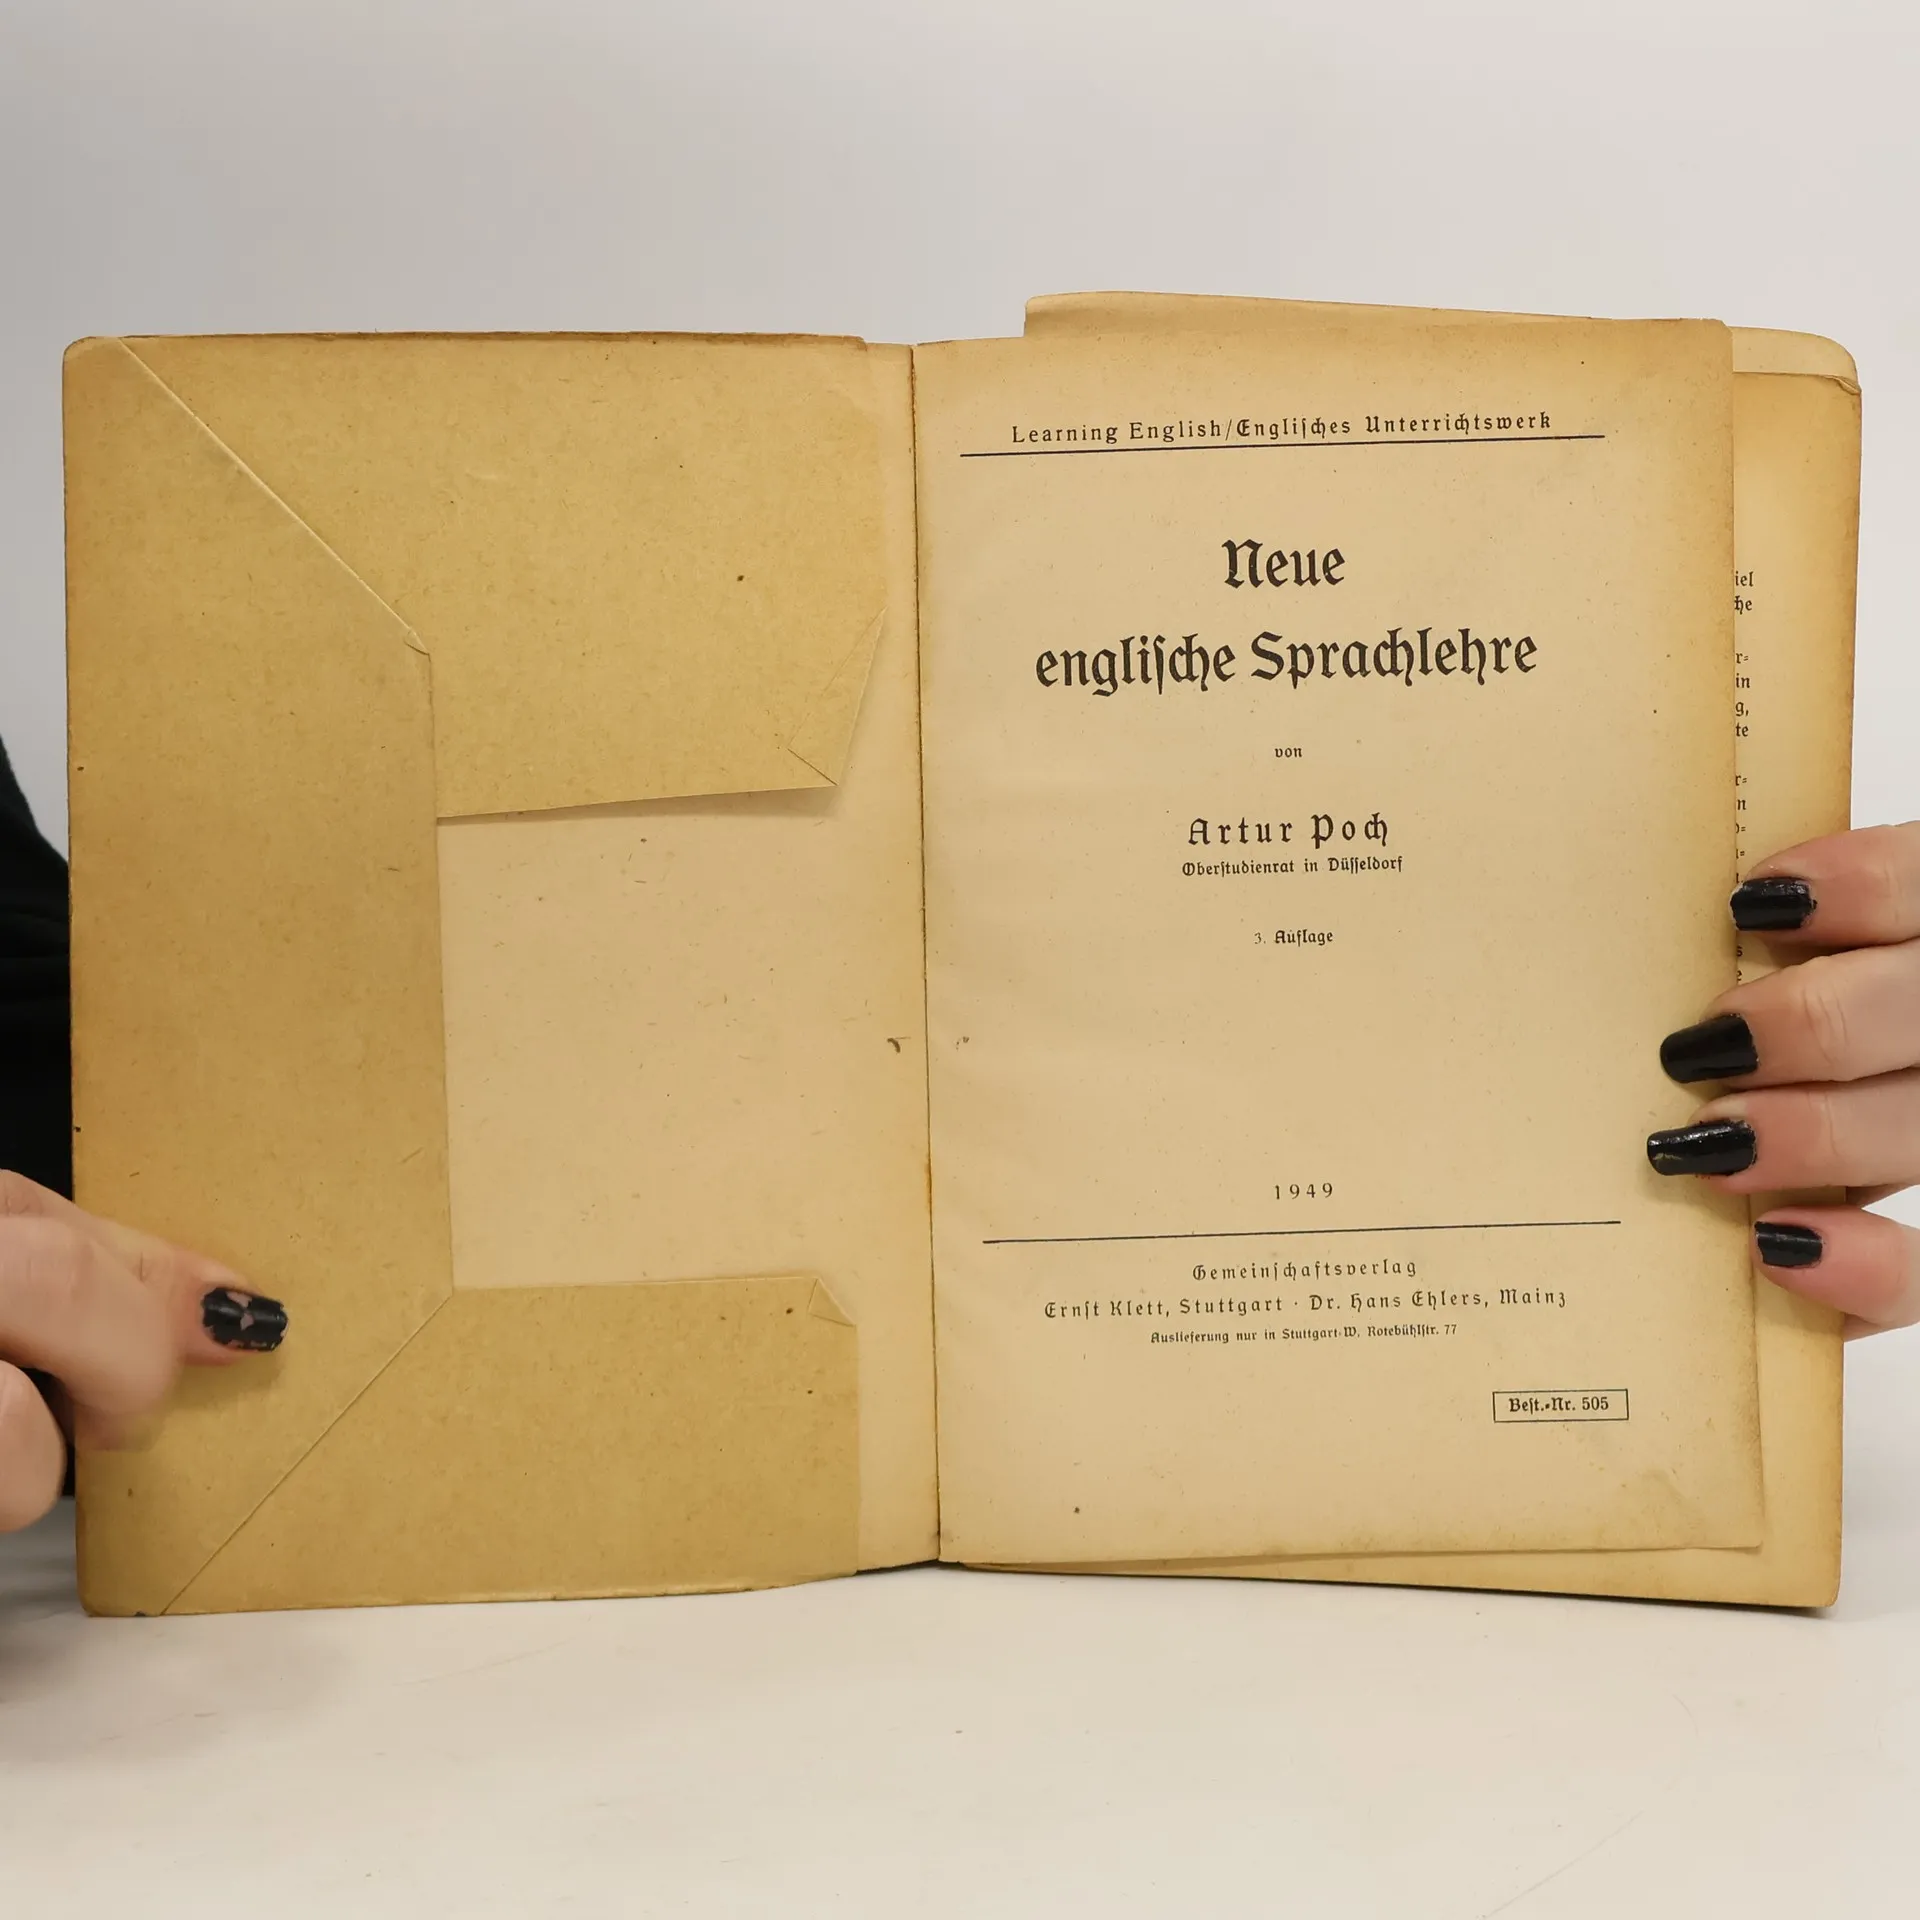 Learning English/Engliſches Unterrichtswerk
Neue
engliſche Sprachlehre
von
Artur Poch
Oberſtudienrat in Düſſeldorf
3. Auflage
1949
Gemeinſchaftsverlag
Ernſt Klett, Stuttgart · Dr. Hans Ehlers, Mainz
Auslieferung nur in Stuttgart-W, Rotebühlſtr. 77
Beſt.-Nr. 505